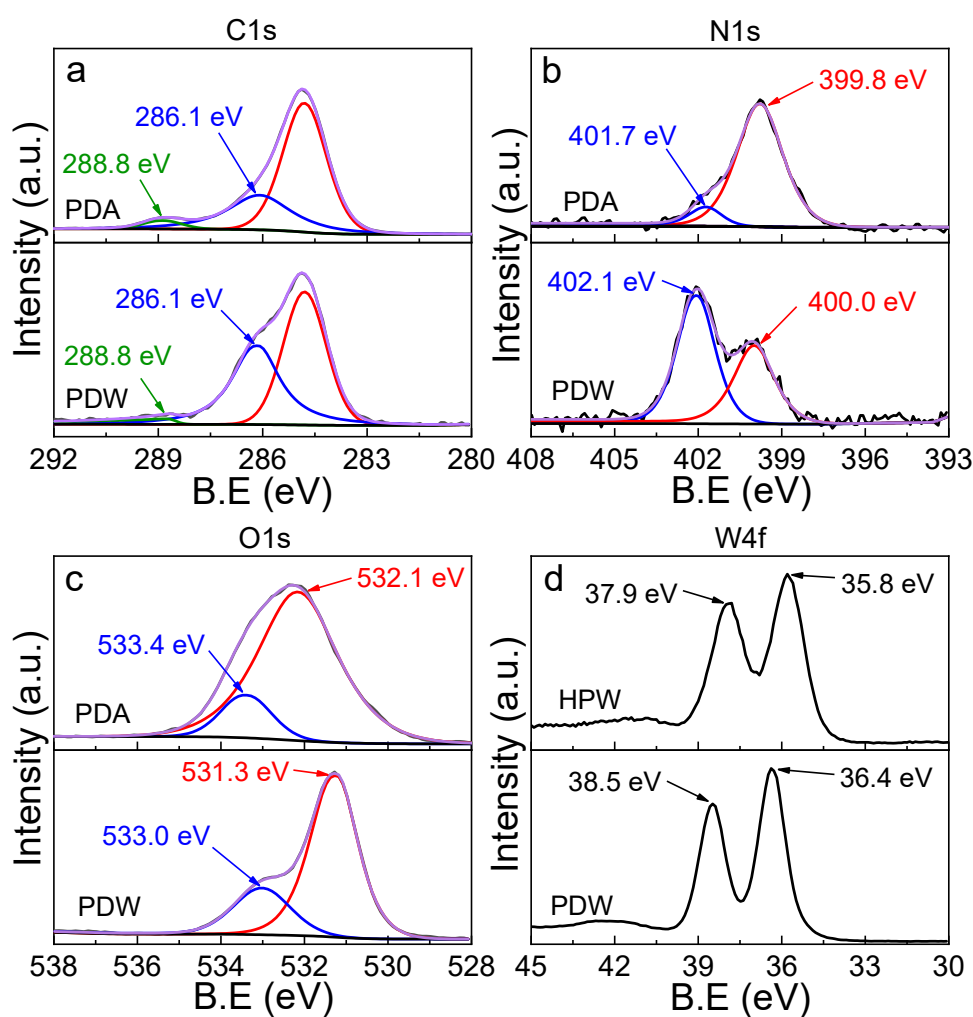 C1s
a
286.1 eV
288.8 eV
PDA
286.1 eV
288.8 eV
PDW
Intensity (a.u.)
292 289 286 283 280
B.E (eV)
N1s
b
399.8 eV
401.7 eV
PDA
402.1 eV
400.0 eV
PDW
Intensity (a.u.)
408 405 402 399 396 393
B.E (eV)
O1s
c
532.1 eV
533.4 eV
PDA
531.3 eV
533.0 eV
PDW
Intensity (a.u.)
538 536 534 532 530 528
B.E (eV)
W4f
d
37.9 eV
35.8 eV
HPW
38.5 eV
36.4 eV
PDW
Intensity (a.u.)
45 42 39 36 33 30
B.E (eV)